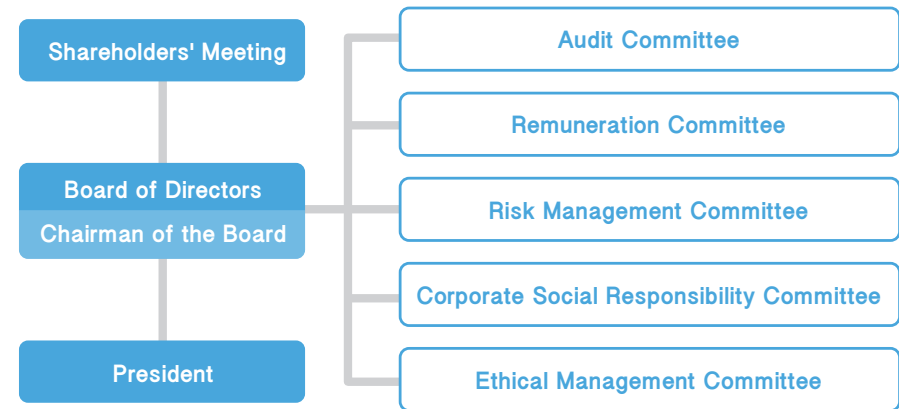 Shareholders' Meeting
Board of Directors
Chairman of the Board
President
Audit Committee
Remuneration Committee
Risk Management Committee
Corporate Social Responsibility Committee
Ethical Management Committee